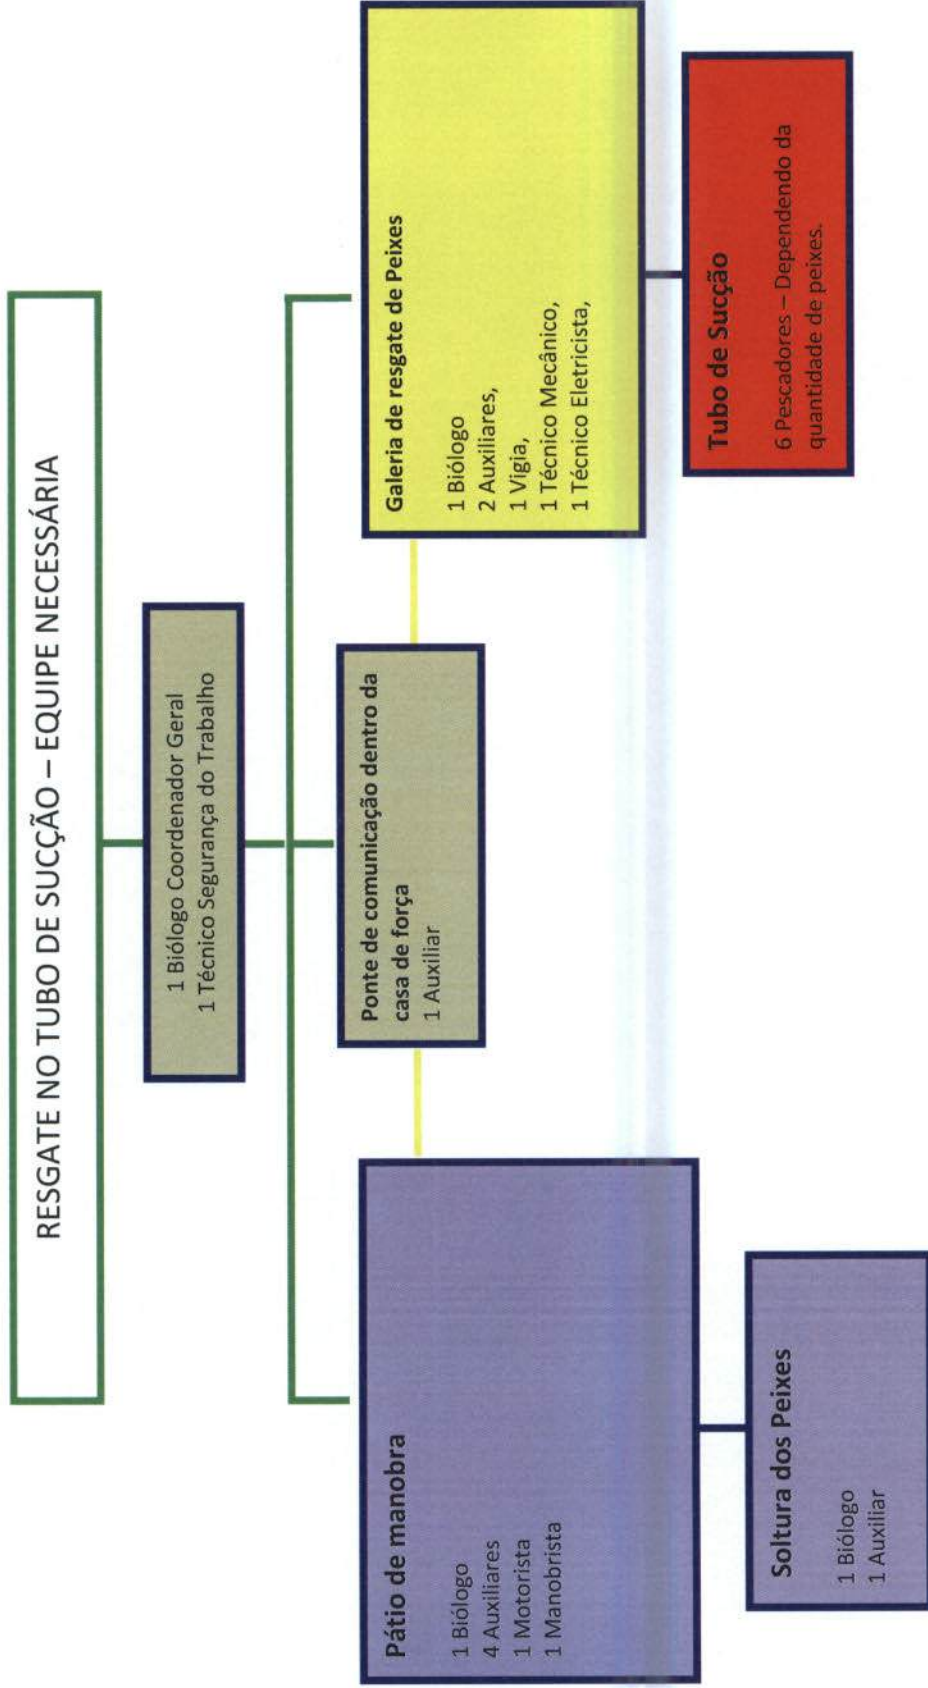 RESGATE NO TUBO DE SUCÇÃO – EQUIPE NECESSÁRIA
1 Biólogo Coordenador Geral
1 Técnico Segurança do Trabalho
Pátio de manobra
1 Biólogo
4 Auxiliares
1 Motorista
1 Manobrista
Ponte de comunicação dentro da
casa de força
1 Auxiliar
Galeria de resgate de Peixes
1 Biólogo
2 Auxiliares,
1 Vigia,
1 Técnico Mecânico,
1 Técnico Eletricista,
Soltura dos Peixes
1 Biólogo
1 Auxiliar
Tubo de Sucção
6 Pescadores – Dependendo da
quantidade de peixes.